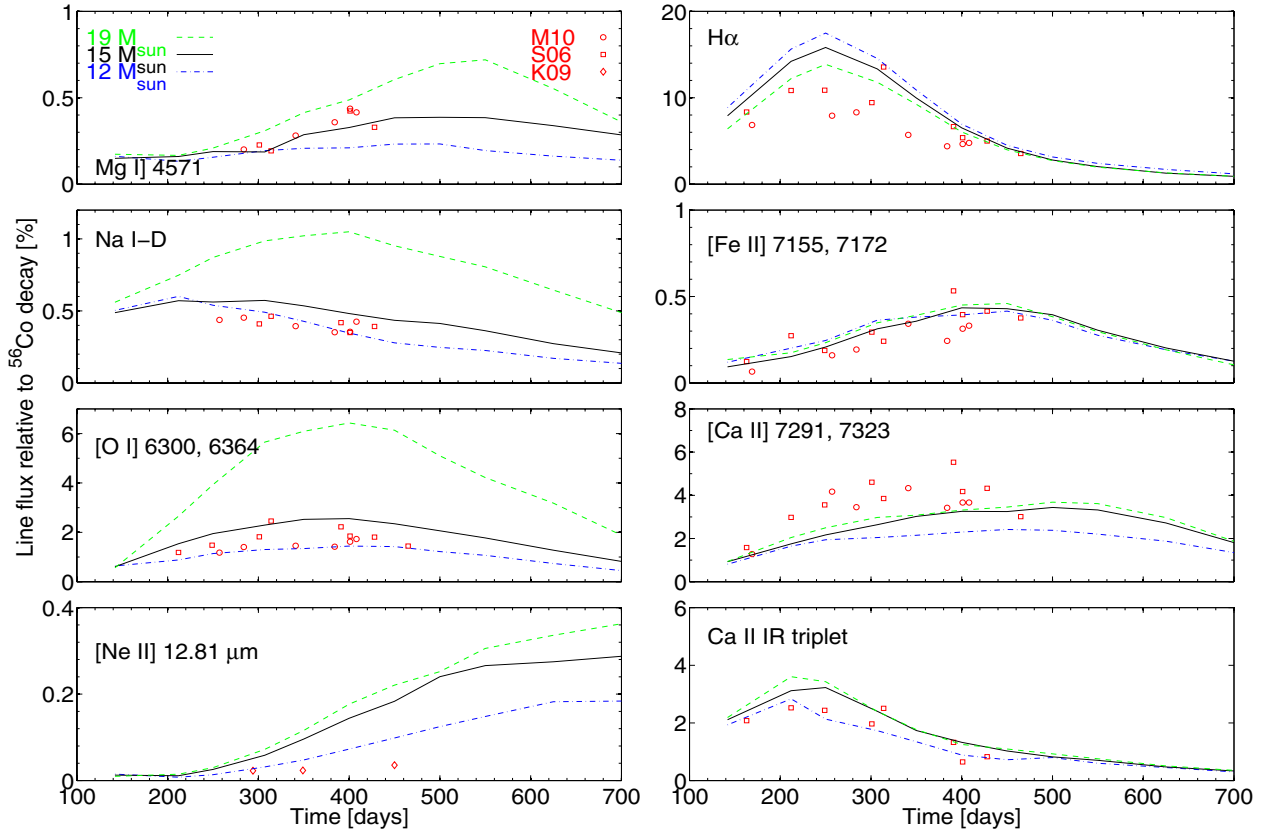 19 M sun
15 M sun
12 M sun
M10
S06
K09
Mg I] 4571
1
0.5
0
Hα
20
15
10
5
0
Na I−D
1
0.5
0
[Fe II] 7155, 7172
1
0.5
0
[O I] 6300, 6364
6
4
2
0
[Ca II] 7291, 7323
8
6
4
2
0
[Ne II] 12.81 μm
0.4
0.2
0
Ca II IR triplet
6
4
2
0
100 200 300 400 500 600 700
100 200 300 400 500 600 700
Time [days]
Time [days]
Line flux relative to 56Co decay [%]